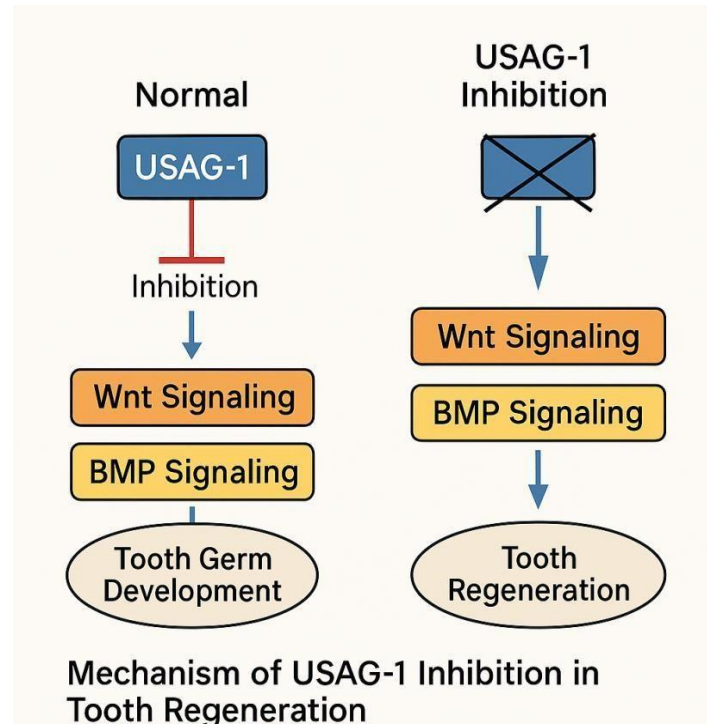 Normal
USAG-1
Inhibition
Wnt Signaling
BMP Signaling
Tooth Germ
Development
USAG-1
Inhibition
Wnt Signaling
BMP Signaling
Tooth
Regeneration
Mechanism of USAG-1 Inhibition in
Tooth Regeneration